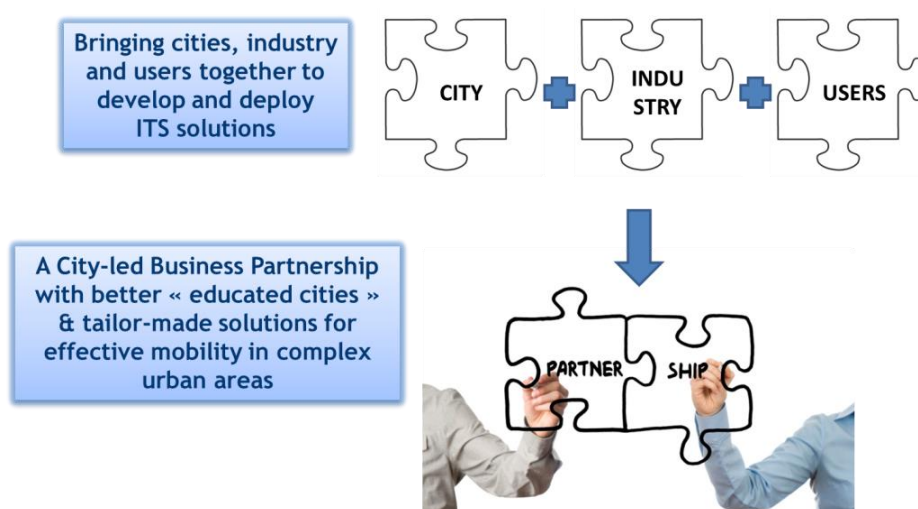 Bringing cities, industry
and users together to
develop and deploy
ITS solutions
CITY
INDU
STRY
USERS
A City-led Business Partnership
with better « educated cities »
& tailor-made solutions for
effective mobility in complex
urban areas
PARTNER SHIP